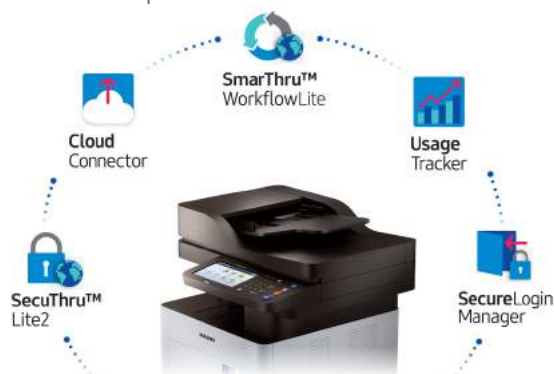 SmarThru™
WorkflowLite
Cloud
Connector
Usage
Tracker
SecuThru™
Lite2
SecureLogin
Manager
SAMSUNG